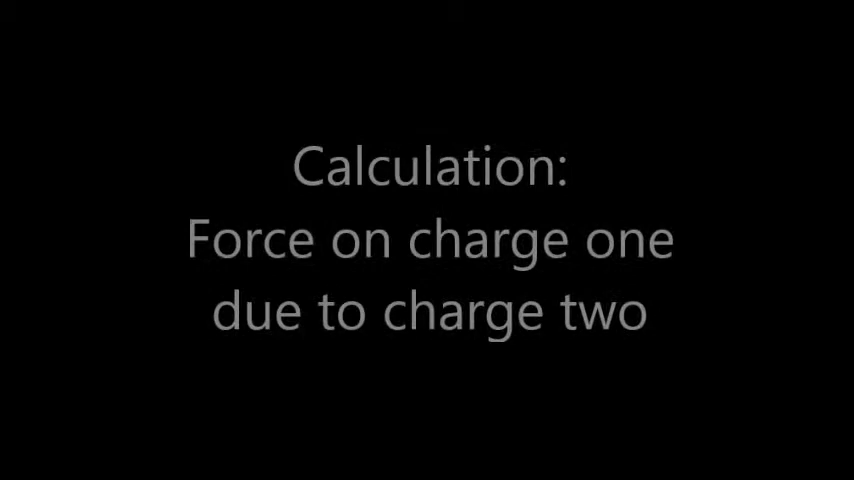 Calculation:
Force on charge one
due to charge two